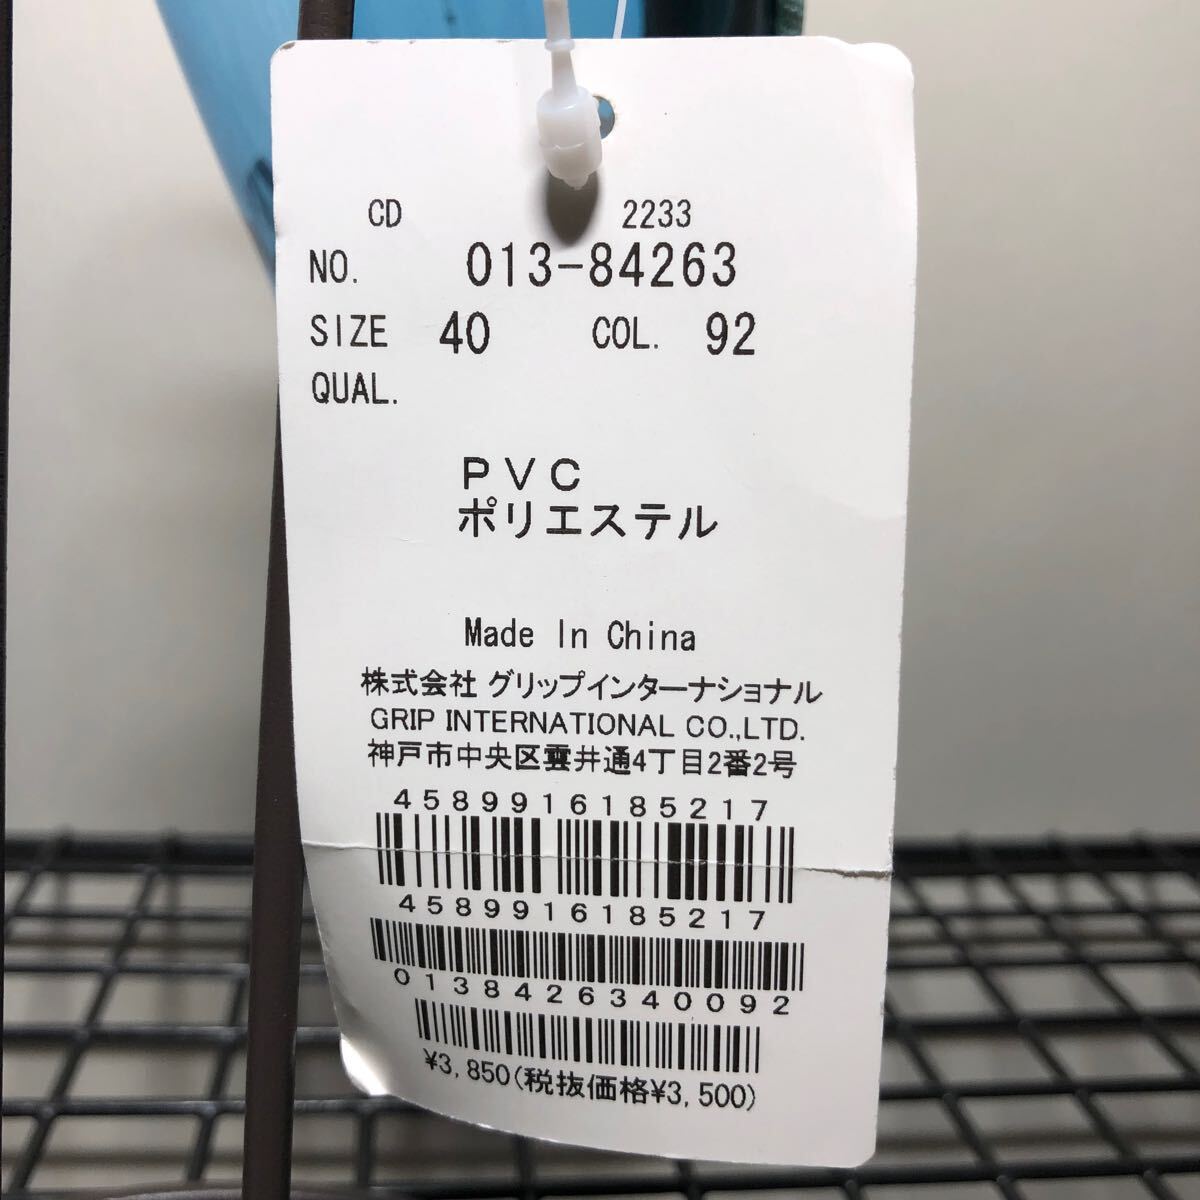 CD 2233
NO. 013-84263
SIZE 40 COL. 92
QUAL.
PVC
ポリエステル
Made In China
株式会社 グリップインターナショナル
GRIP INTERNATIONAL CO.,LTD.
神戸市中央区雲井通4丁目2番2号
4589916185217
4589916185217
0138426340092
¥3,850(税抜価格¥3,500)